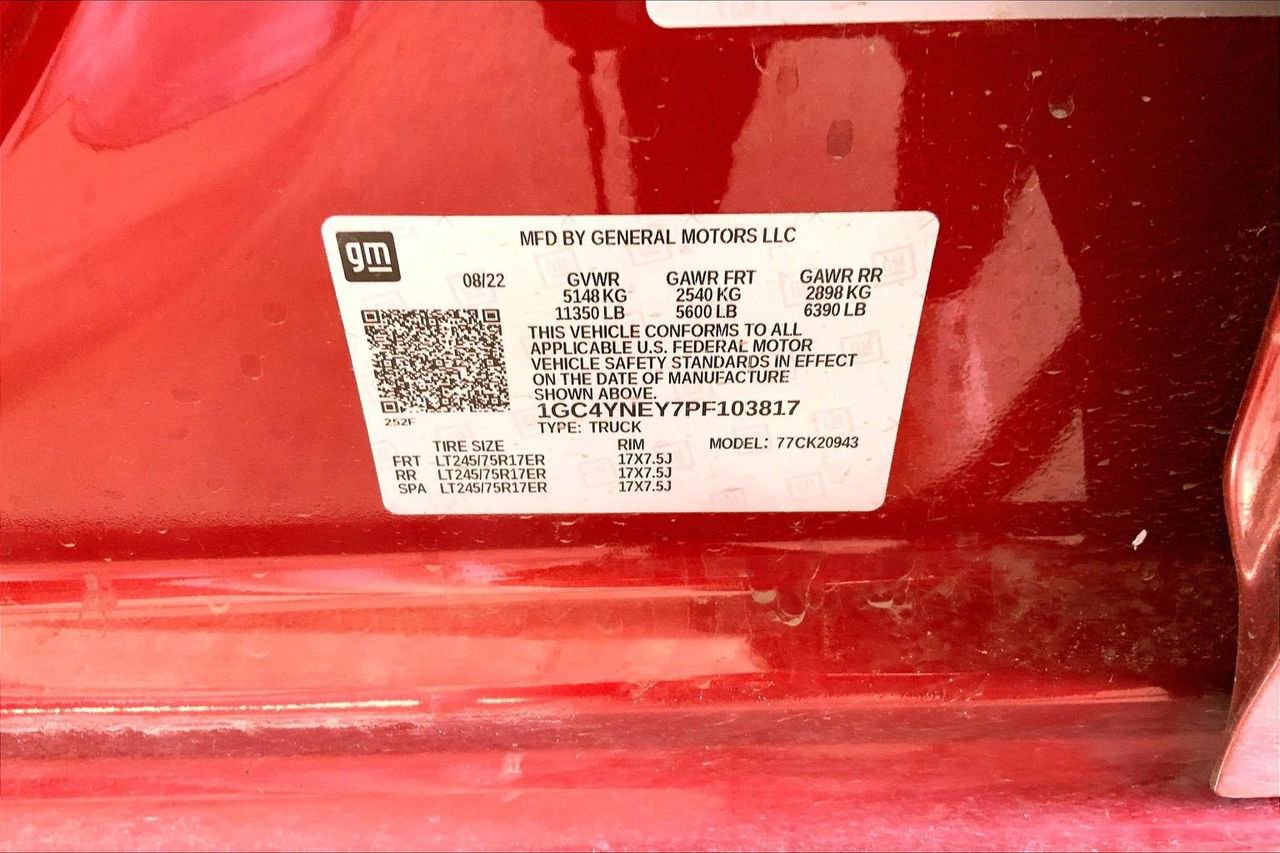 gm
MFD BY GENERAL MOTORS LLC
08/22 GVWR GAWR FRT GAWR RR
5148 KG 2540 KG 2898 KG
11350 LB 5600 LB 6390 LB
THIS VEHICLE CONFORMS TO ALL
APPLICABLE U.S. FEDERAL MOTOR
VEHICLE SAFETY STANDARDS IN EFFECT
ON THE DATE OF MANUFACTURE
SHOWN ABOVE.
1GC4YNEY7PF103817
252F
TYPE: TRUCK
TIRE SIZE RIM MODEL: 77CK20943
FRT LT245/75R17ER 17X7.5J
RR LT245/75R17ER 17X7.5J
SPA LT245/75R17ER 17X7.5J